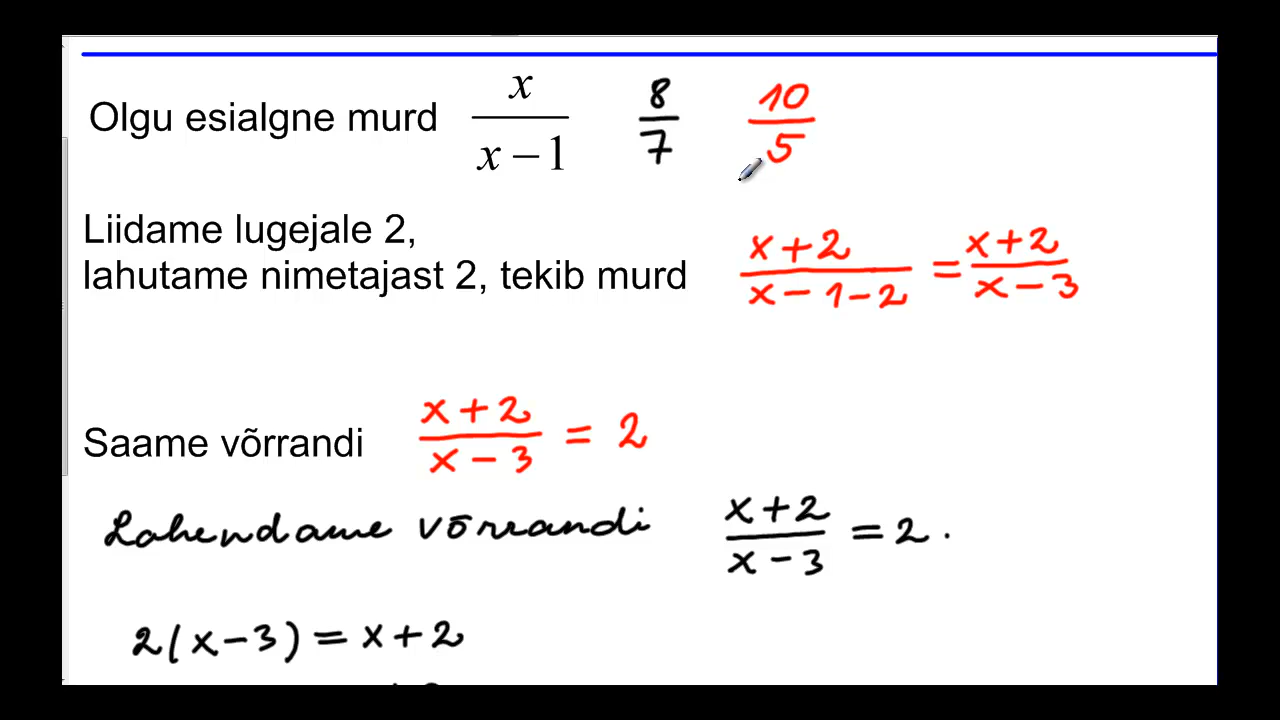 Olgu esialgne murd x/(x − 1) 8/7 10/5
Liidame lugejale 2,
lahutame nimetajast 2, tekib murd (x+2)/(x−1−2) = (x+2)/(x−3)
Saame võrrandi (x+2)/(x−3) = 2
Lahendame võrrandi (x+2)/(x−3) = 2.
2(x−3) = x+2